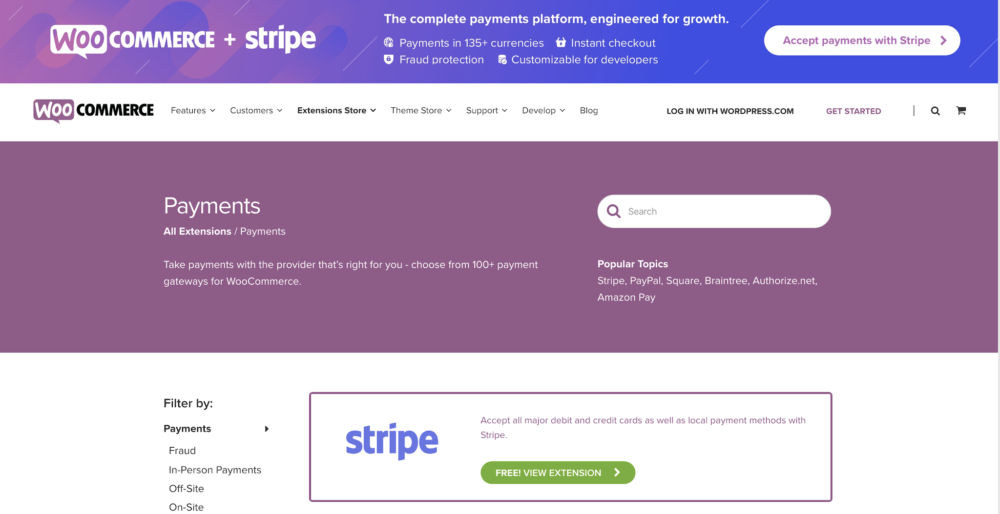 WOO COMMERCE + stripe
The complete payments platform, engineered for growth.
Payments in 135+ currencies Instant checkout
Fraud protection Customizable for developers
Accept payments with Stripe
WOO COMMERCE
Features Customers Extensions Store Theme Store Support Develop Blog
LOG IN WITH WORDPRESS.COM GET STARTED
Payments
All Extensions / Payments
Take payments with the provider that’s right for you - choose from 100+ payment
gateways for WooCommerce.
Search
Popular Topics
Stripe, PayPal, Square, Braintree, Authorize.net,
Amazon Pay
Filter by:
Payments
Fraud
In-Person Payments
Off-Site
On-Site
stripe
Accept all major debit and credit cards as well as local payment methods with
Stripe.
FREE! VIEW EXTENSION